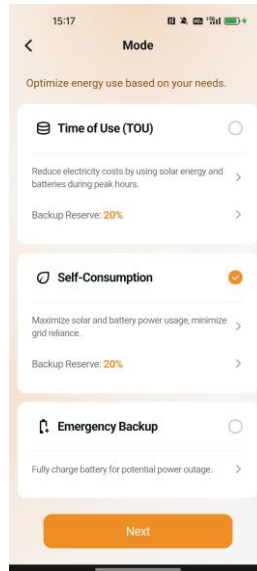 15:17
Mode
Optimize energy use based on your needs.
Time of Use (TOU)
Reduce electricity costs by using solar energy and
batteries during peak hours.
Backup Reserve: 20%
Self-Consumption
Maximize solar and battery power usage, minimize
grid reliance.
Backup Reserve: 20%
Emergency Backup
Fully charge battery for potential power outage.
Next